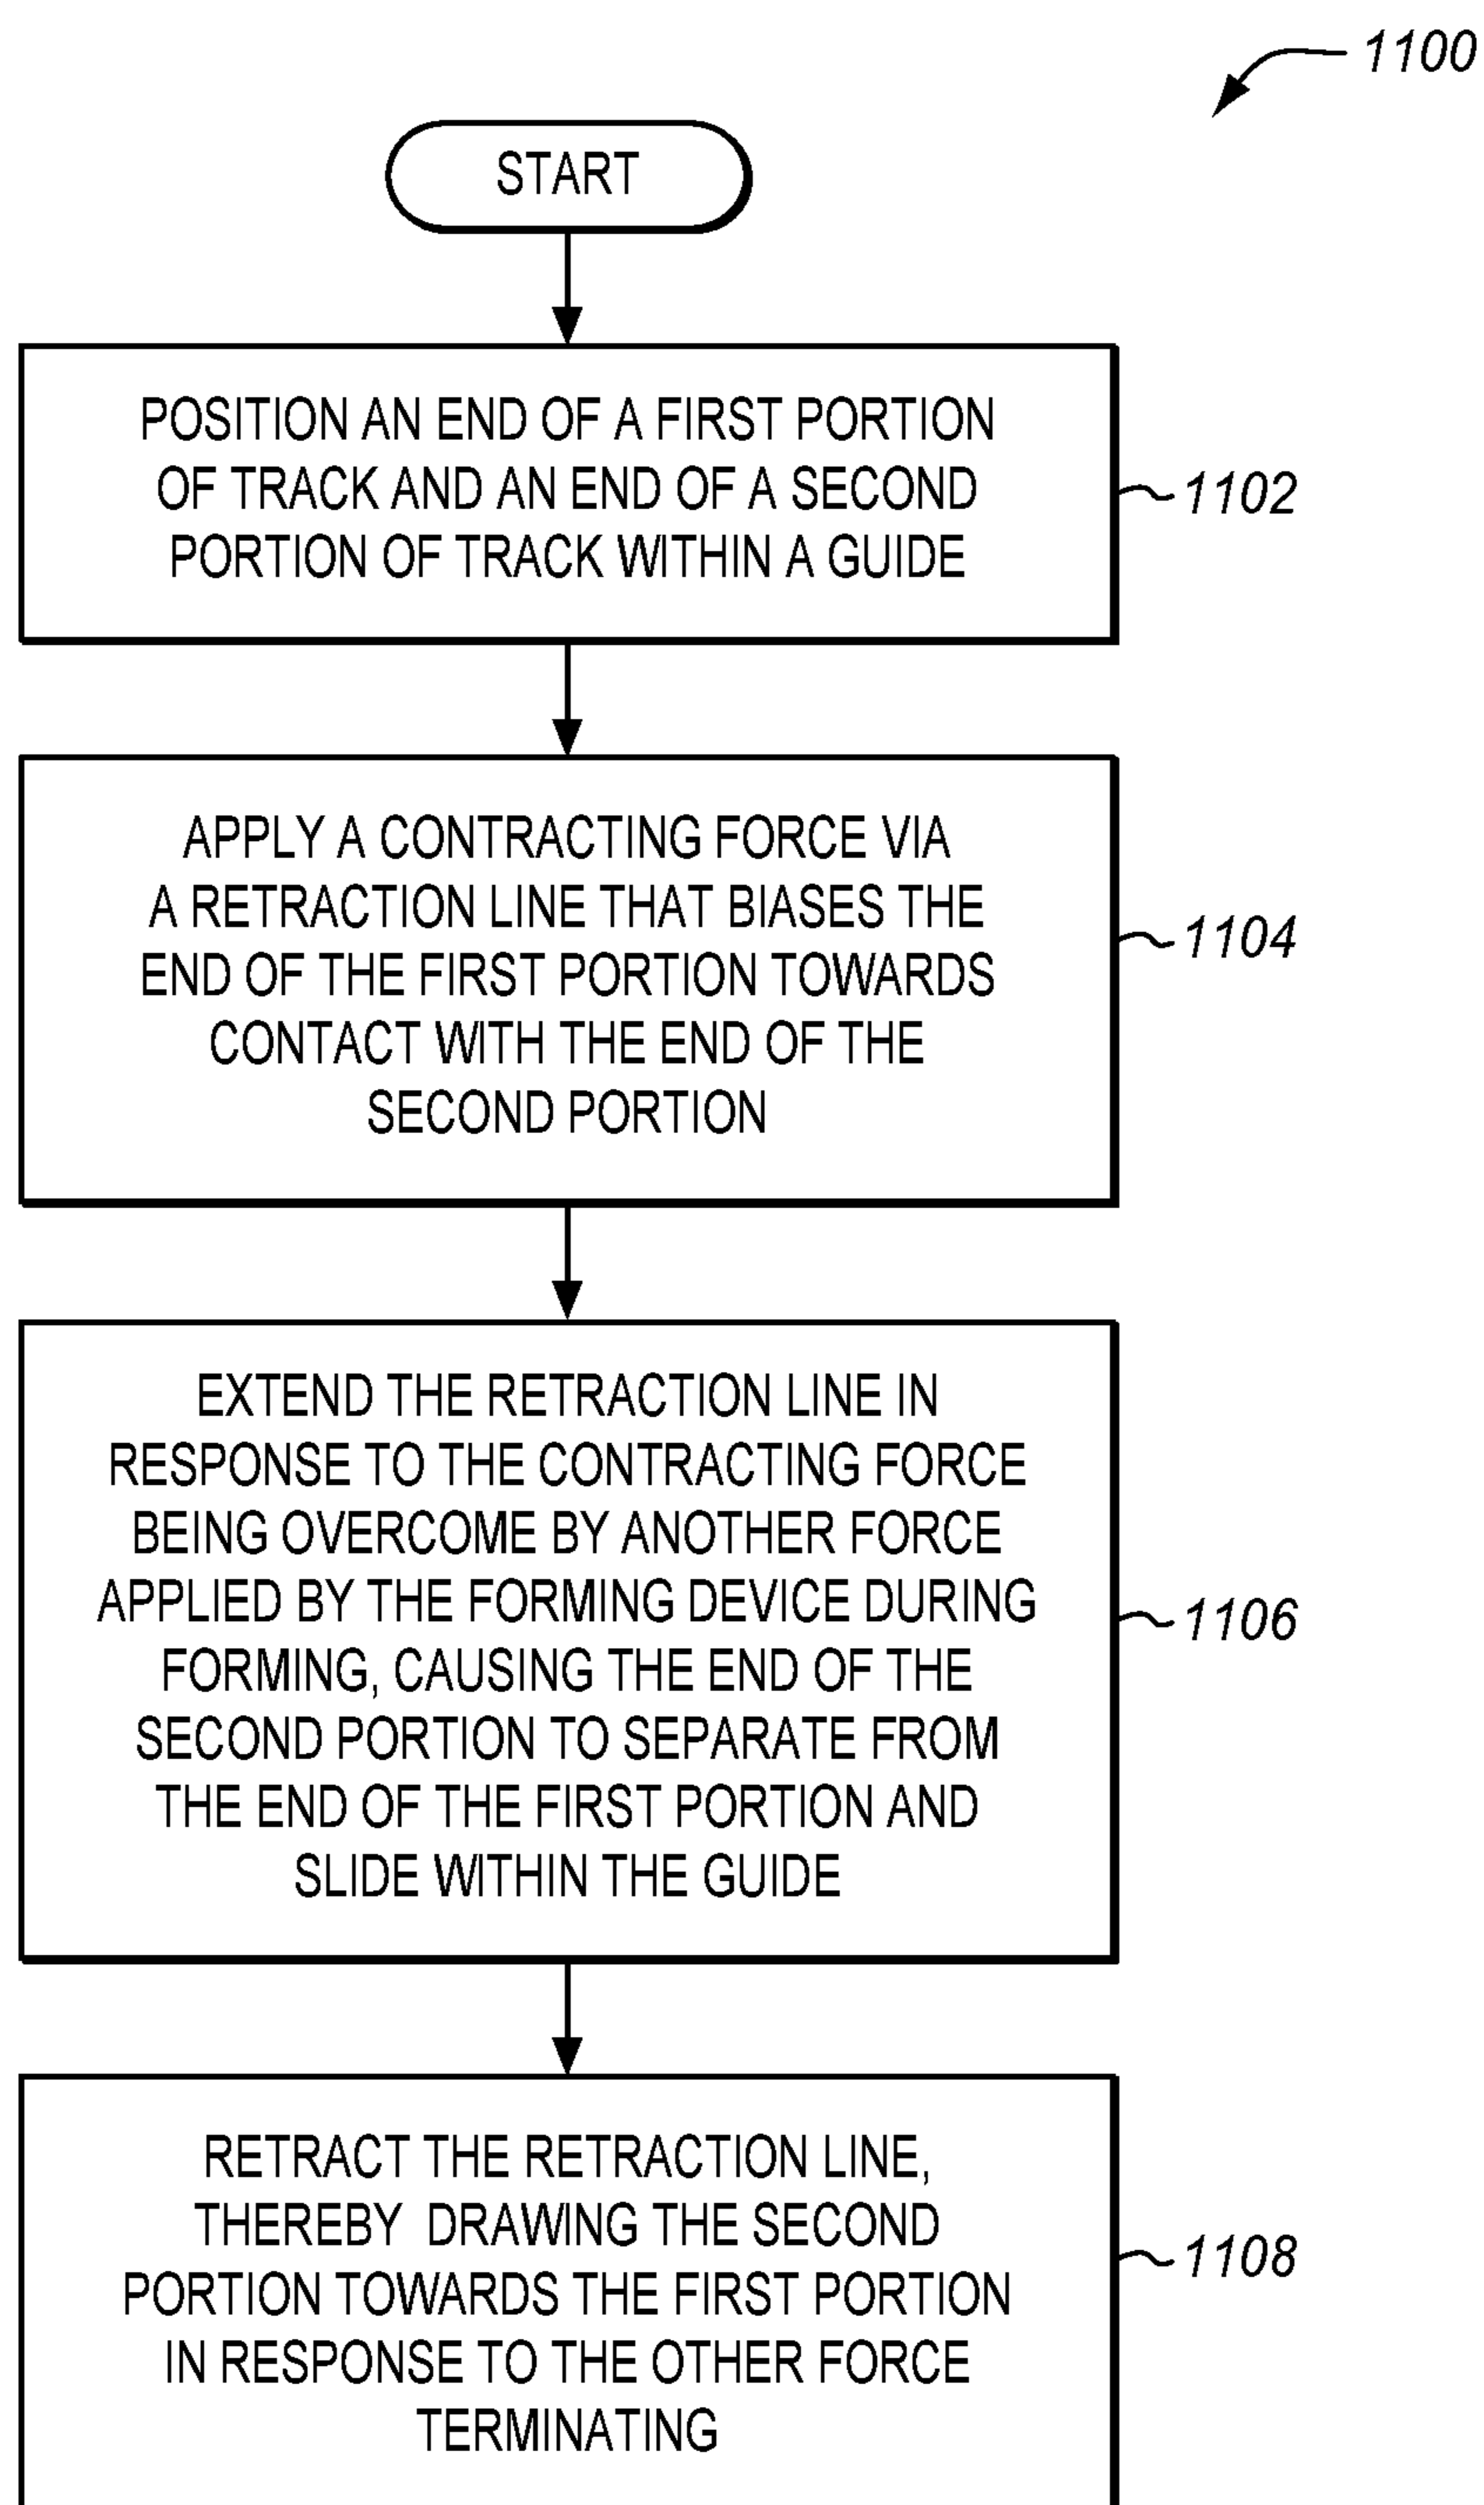 1100
START
POSITION AN END OF A FIRST PORTION
OF TRACK AND AN END OF A SECOND
PORTION OF TRACK WITHIN A GUIDE
1102
APPLY A CONTRACTING FORCE VIA
A RETRACTION LINE THAT BIASES THE
END OF THE FIRST PORTION TOWARDS
CONTACT WITH THE END OF THE
SECOND PORTION
1104
EXTEND THE RETRACTION LINE IN
RESPONSE TO THE CONTRACTING FORCE
BEING OVERCOME BY ANOTHER FORCE
APPLIED BY THE FORMING DEVICE DURING
FORMING, CAUSING THE END OF THE
SECOND PORTION TO SEPARATE FROM
THE END OF THE FIRST PORTION AND
SLIDE WITHIN THE GUIDE
1106
RETRACT THE RETRACTION LINE,
THEREBY DRAWING THE SECOND
PORTION TOWARDS THE FIRST PORTION
IN RESPONSE TO THE OTHER FORCE
TERMINATING
1108